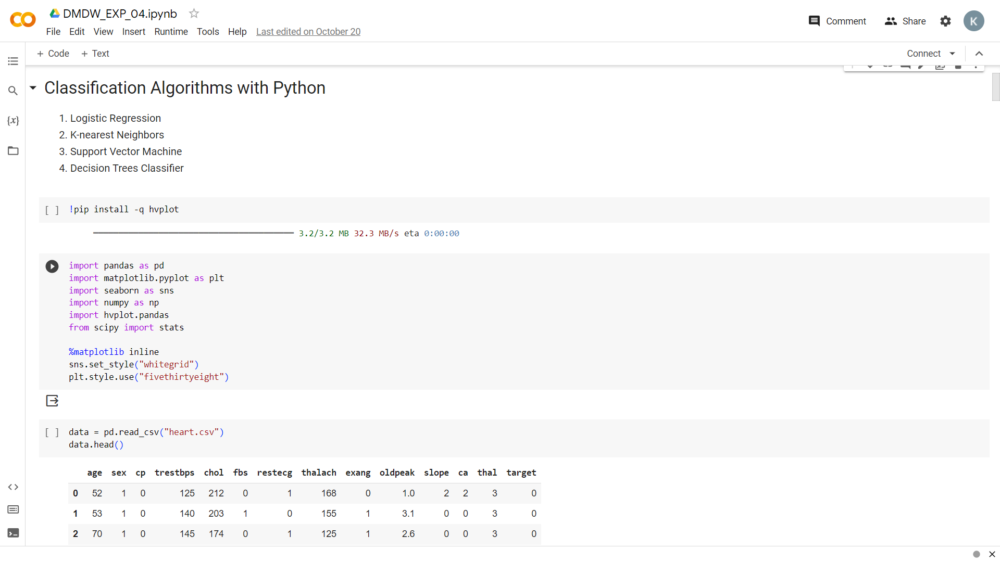 DMDW_EXP_04.ipynb
File Edit View Insert Runtime Tools Help Last edited on October 20
Comment Share K
+ Code + Text
Connect
Classification Algorithms with Python
1. Logistic Regression
2. K-nearest Neighbors
3. Support Vector Machine
4. Decision Trees Classifier
[ ] !pip install -q hvplot
3.2/3.2 MB 32.3 MB/s eta 0:00:00
import pandas as pd
import matplotlib.pyplot as plt
import seaborn as sns
import numpy as np
import hvplot.pandas
from scipy import stats
%matplotlib inline
sns.set_style("whitegrid")
plt.style.use("fivethirtyeight")
[ ] data = pd.read_csv("heart.csv")
data.head()
age sex cp trestbps chol fbs restecg thalach exang oldpeak slope ca thal target
0 52 1 0 125 212 0 1 168 0 1.0 2 2 3 0
1 53 1 0 140 203 1 0 155 1 3.1 0 0 3 0
2 70 1 0 145 174 0 1 125 1 2.6 0 0 3 0